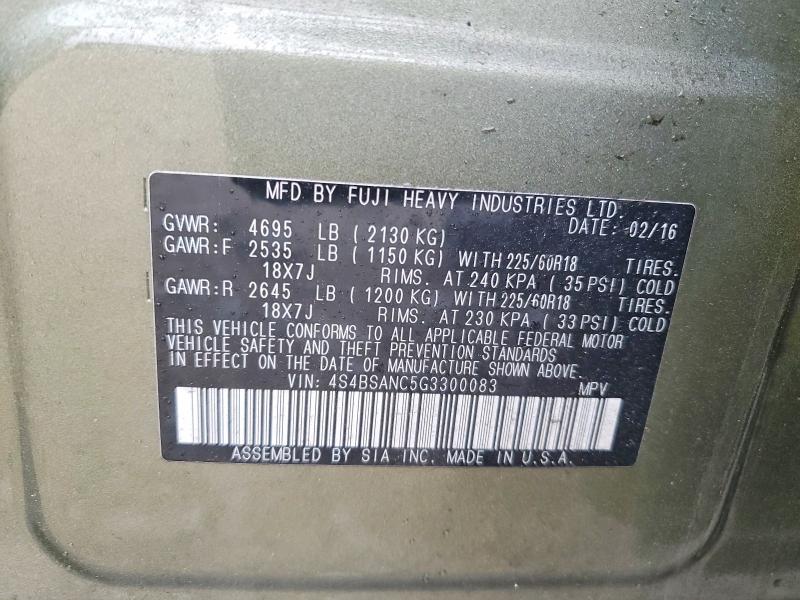 MFD BY FUJI HEAVY INDUSTRIES LTD.
DATE: 02/16
GVWR: 4695 LB ( 2130 KG)
GAWR:F 2535 LB ( 1150 KG) WITH 225/60R18 TIRES.
18X7J RIMS. AT 240 KPA ( 35 PSI) COLD
GAWR:R 2645 LB ( 1200 KG) WITH 225/60R18 TIRES.
18X7J RIMS. AT 230 KPA ( 33 PSI) COLD
THIS VEHICLE CONFORMS TO ALL APPLICABLE FEDERAL MOTOR
VEHICLE SAFETY AND THEFT PREVENTION STANDARDS
IN EFFECT ON THE DATE OF MANUFACTURE SHOWN ABOVE.
VIN: 4S4BSANC5G3300083 MPV
ASSEMBLED BY SIA INC. MADE IN U.S.A.